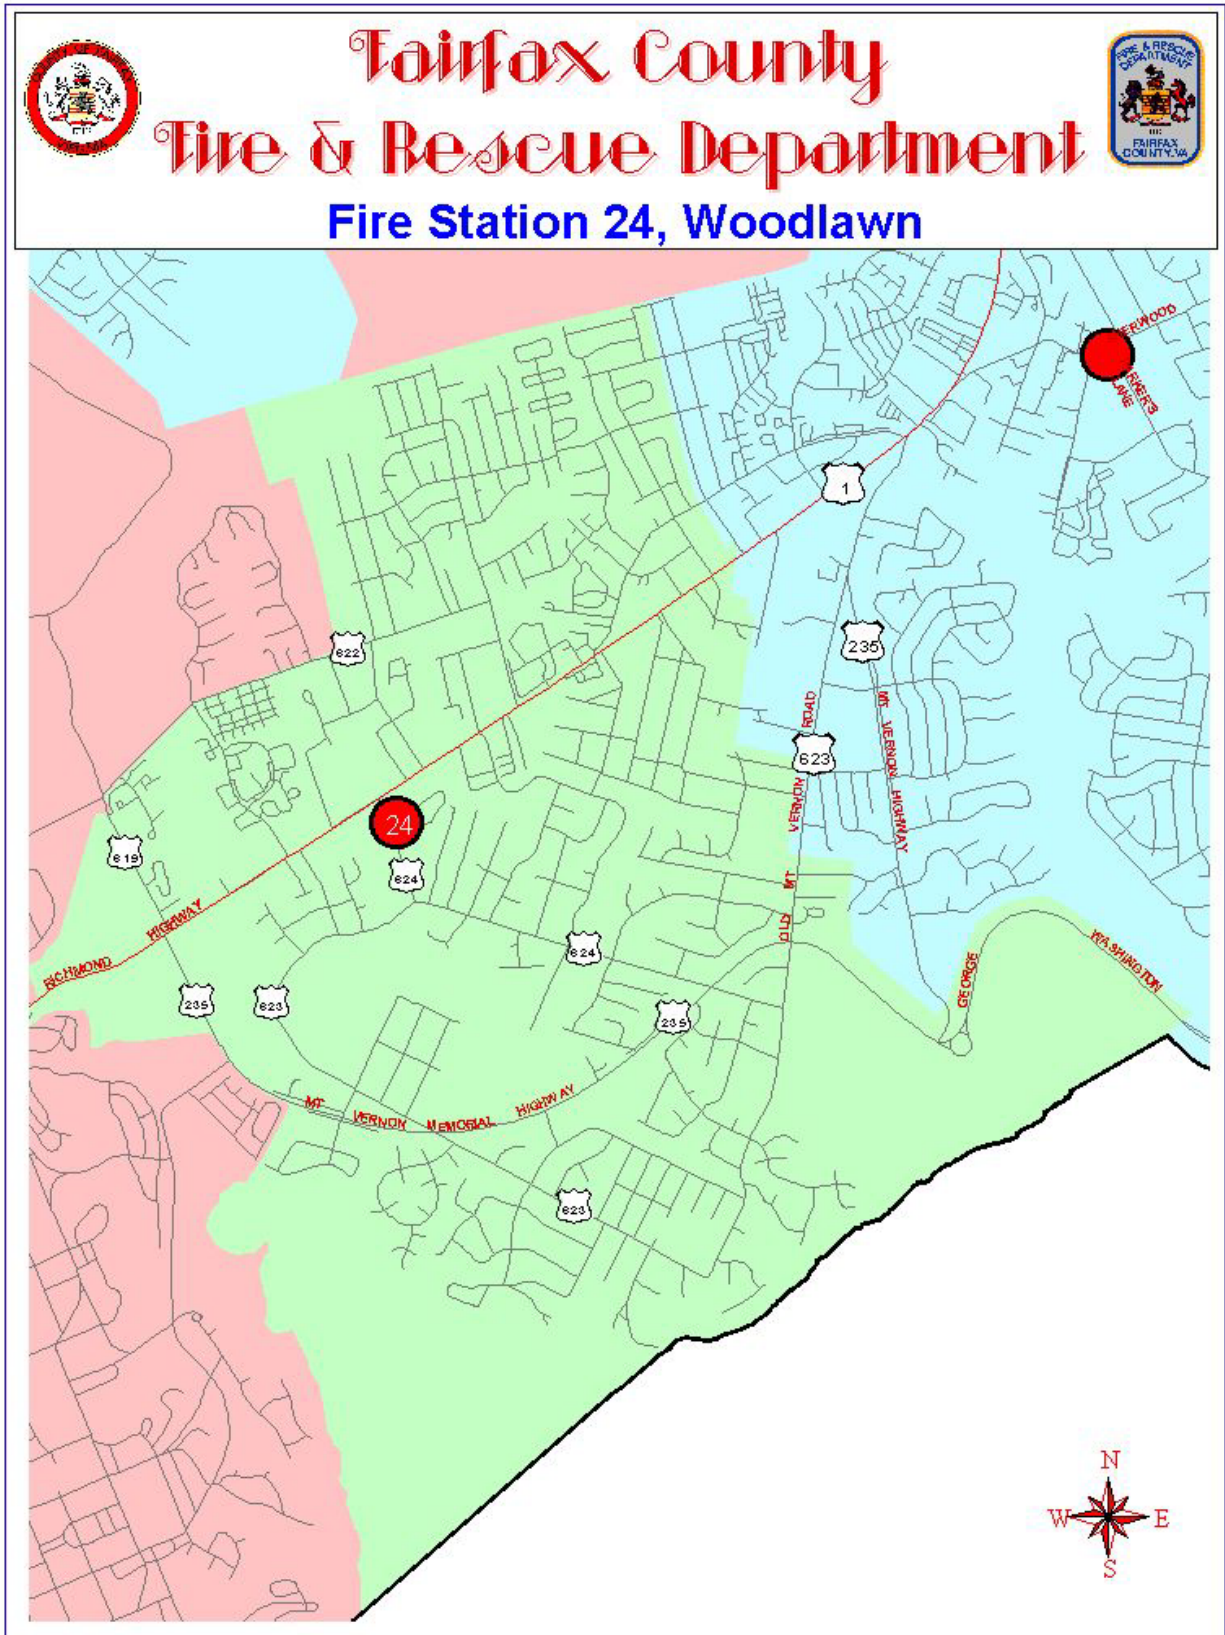 Fairfax County
Fire & Rescue Department
Fire Station 24, Woodlawn
FIRE & RESCUE
DEPARTMENT
FAIRFAX
COUNTY, VA
1
622
235
ROAD
MT VERNON HIGHWAY
623
VERNON
24
619
624
MT
OLD
HIGHWAY
RICHMOND
624
GEORGE
WASHINGTON
235
623
235
MT VERNON MEMORIAL HIGHWAY
623
LANE
N
W E
S